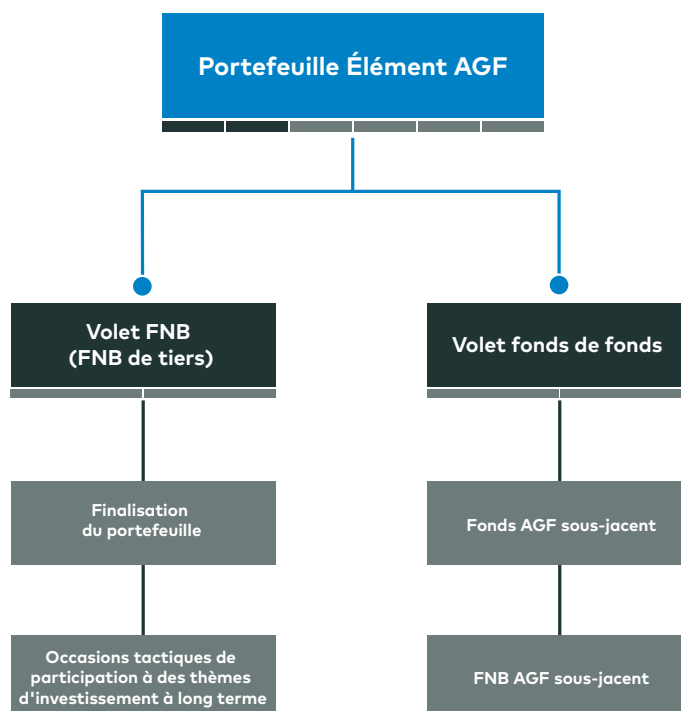 Portefeuille Élément AGF
Volet FNB
(FNB de tiers)
Volet fonds de fonds
Finalisation
du portefeuille
Fonds AGF sous-jacent
Occasions tactiques de
participation à des thèmes
d'investissement à long terme
FNB AGF sous-jacent